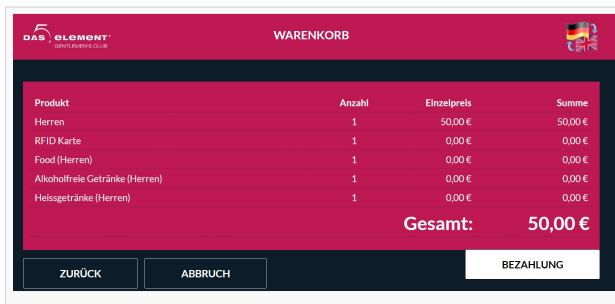 DAS 5. ELEMENT
GENTLEMEN'S CLUB
WARENKORB
Produkt Anzahl Einzelpreis Summe
Herren 1 50,00 € 50,00 €
RFID Karte 1 0,00 € 0,00 €
Food (Herren) 1 0,00 € 0,00 €
Alkoholfreie Getränke (Herren) 1 0,00 € 0,00 €
Heissgetränke (Herren) 1 0,00 € 0,00 €
Gesamt: 50,00 €
ZURÜCK ABBRUCH BEZAHLUNG